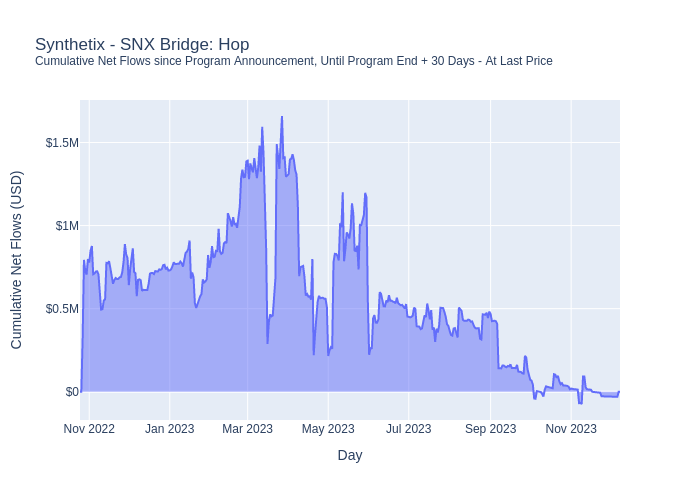 Synthetix - SNX Bridge: Hop
Cumulative Net Flows since Program Announcement, Until Program End + 30 Days - At Last Price
$1.5M
$1M
$0.5M
$0
Cumulative Net Flows (USD)
Nov 2022 Jan 2023 Mar 2023 May 2023 Jul 2023 Sep 2023 Nov 2023
Day